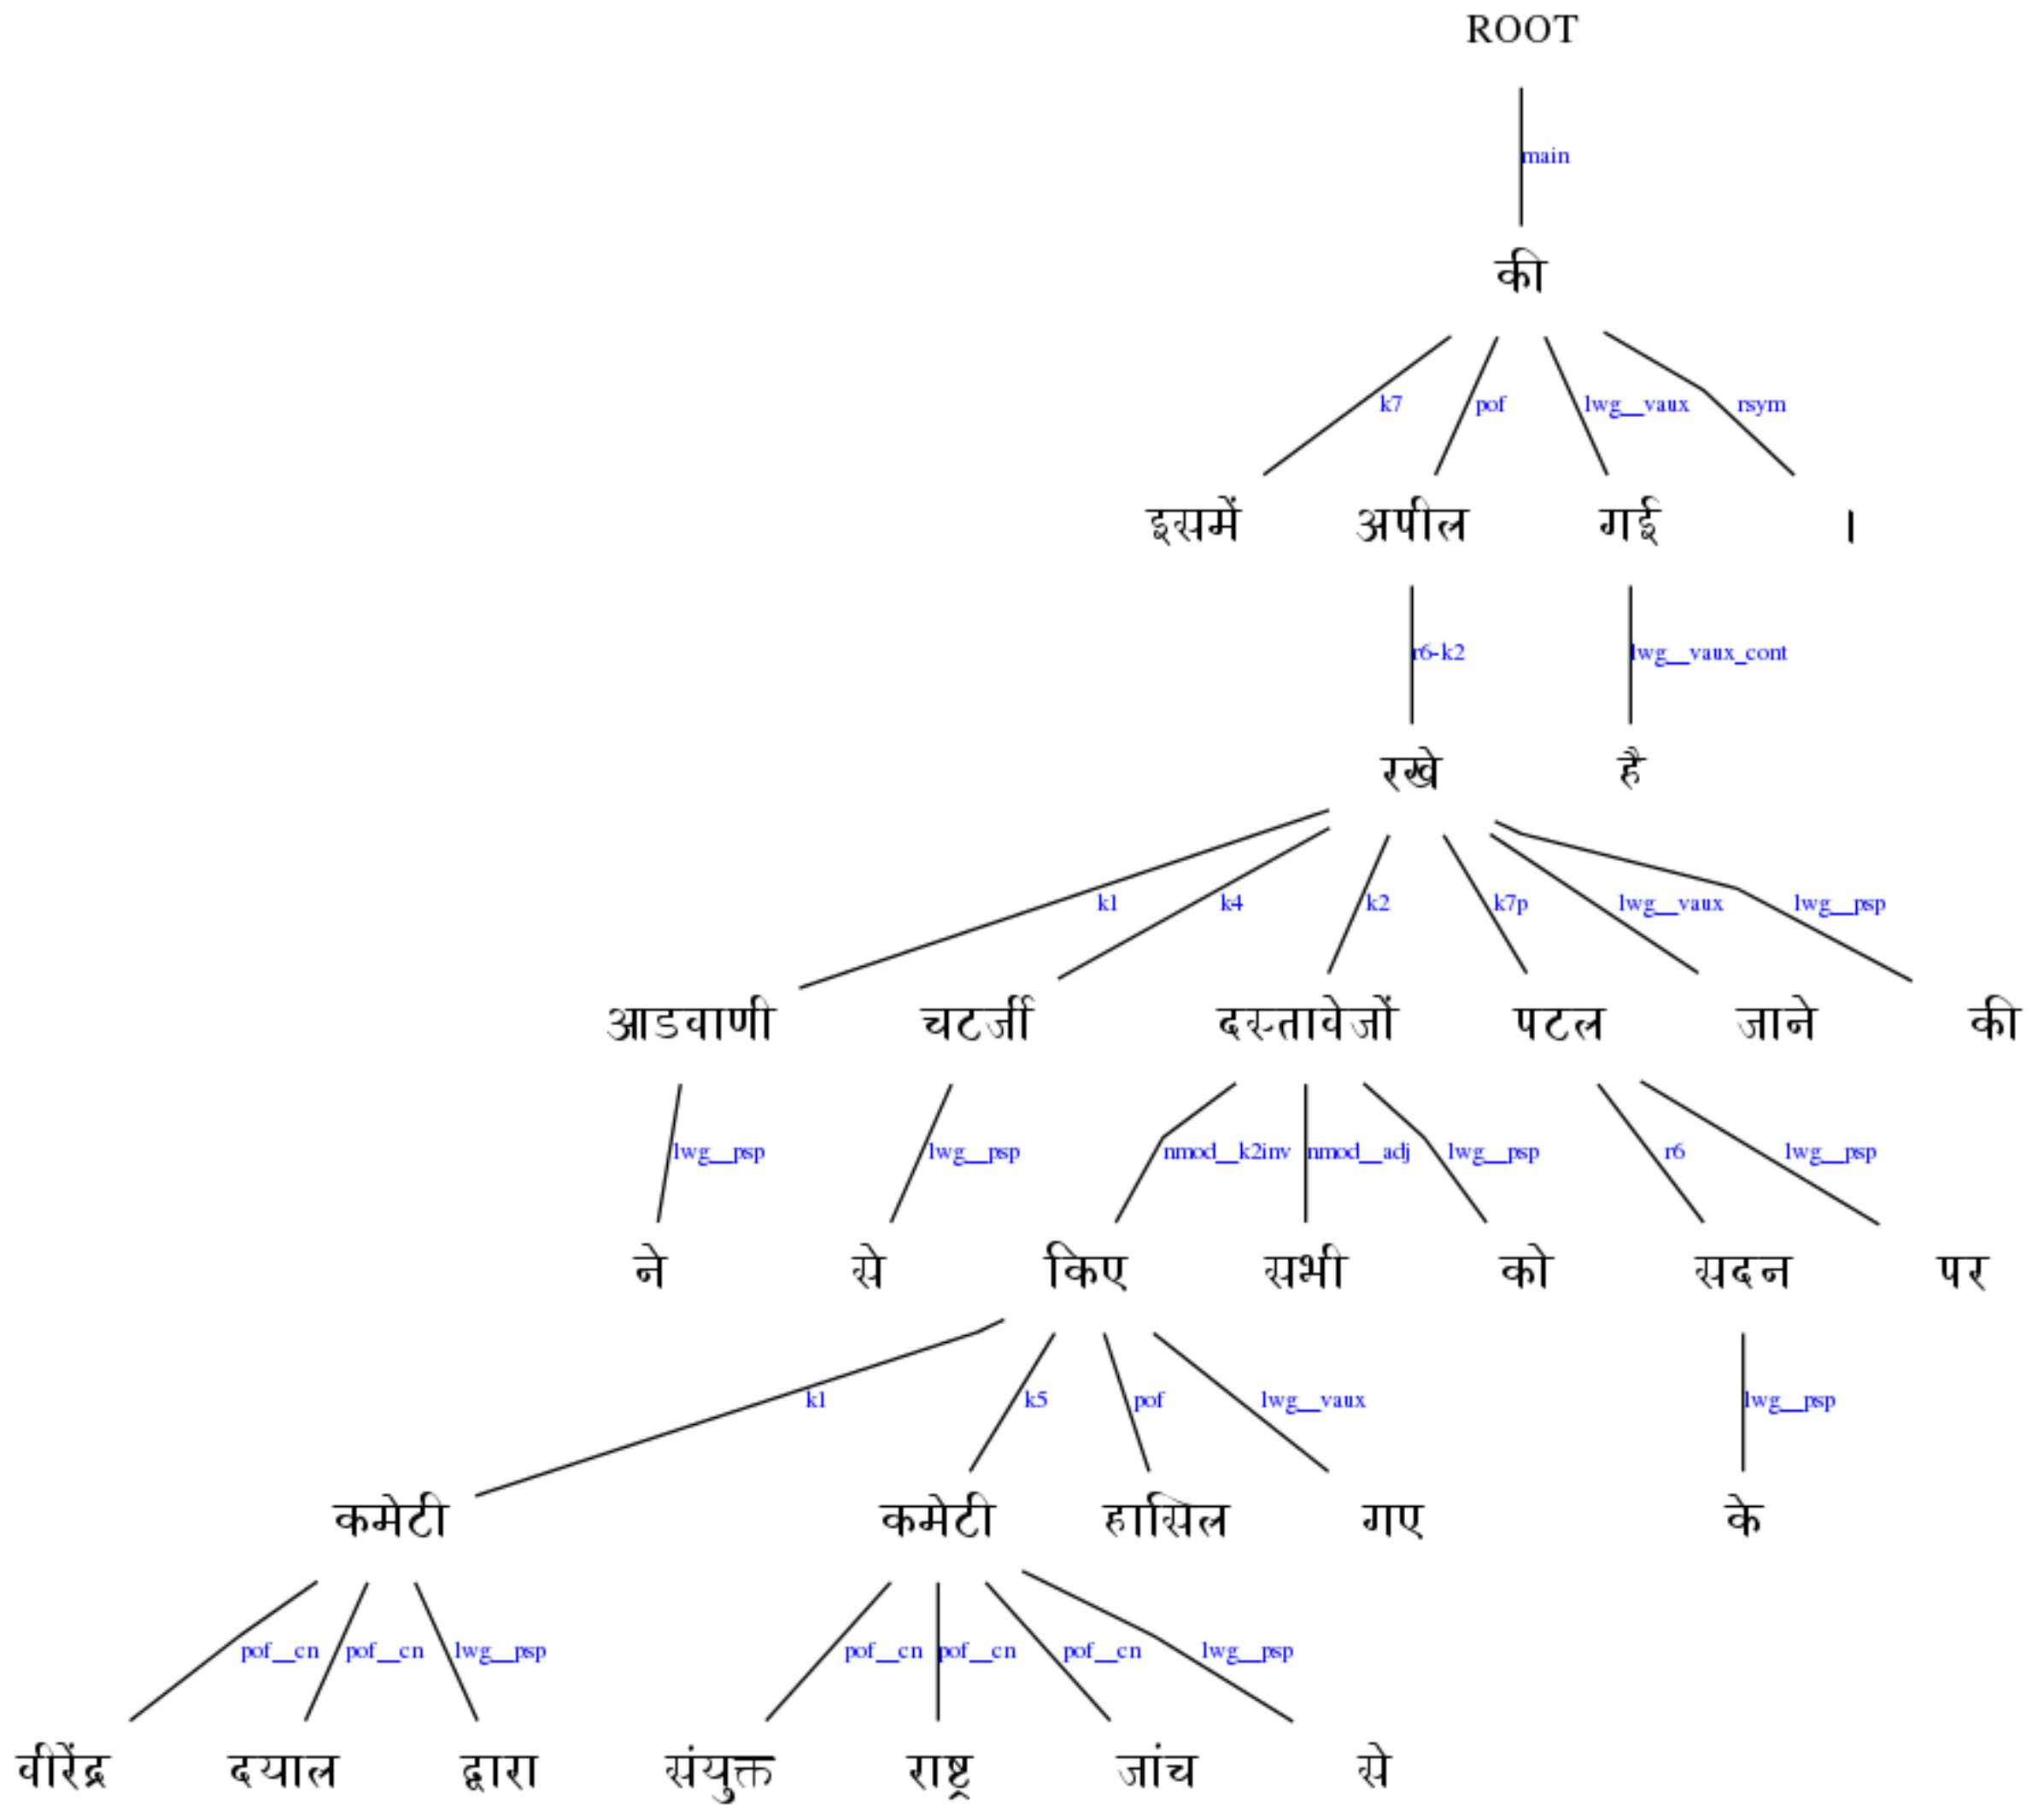 ROOT
main
की
k7 pof lwg__vaux rsym
इसमें अपील गई ।
r6-k2 lwg__vaux_cont
रखे है
k1 k4 k2 k7p lwg__vaux lwg__psp
आडवाणी चटर्जी दस्तावेजों पटल जाने की
lwg__psp lwg__psp nmod__k2inv nmod__adj lwg__psp r6 lwg__psp
ने से किए सभी को सदन पर
k1 k5 pof lwg__vaux lwg__psp
कमेटी कमेटी हासिल गए के
pof__cn pof__cn lwg__psp pof__cn pof__cn pof__cn lwg__psp
वीरेंद्र दयाल द्वारा संयुक्त राष्ट्र जांच से